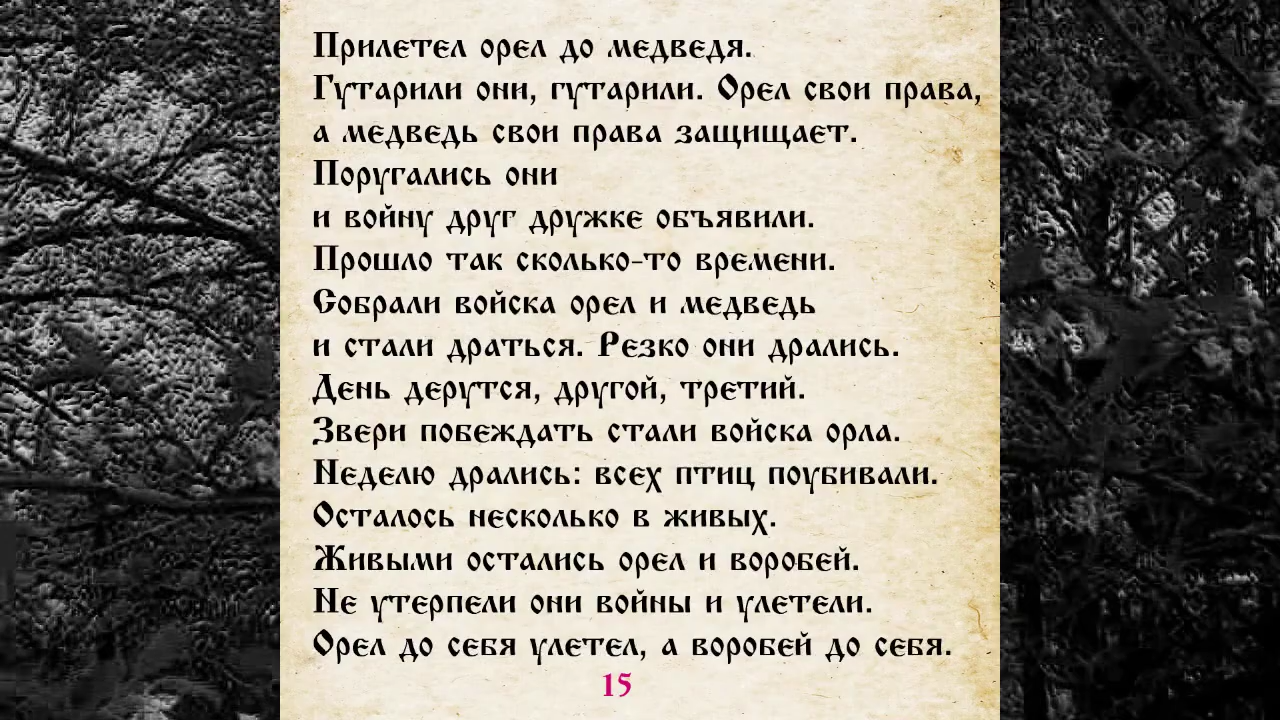 Прилетел орел до медведя.
Гутарили они, гутарили. Орел свои права,
а медведь свои права защищает.
Поругались они
и войну друг дружке объявили.
Прошло так сколько-то времени.
Собрали войска орел и медведь
и стали драться. Резко они дрались.
День дерутся, другой, третий.
Звери побеждать стали войска орла.
Неделю дрались: всех птиц поубивали.
Осталось несколько в живых.
Живыми остались орел и воробей.
Не утерпели они войны и улетели.
Орел до себя улетел, а воробей до себя.
15